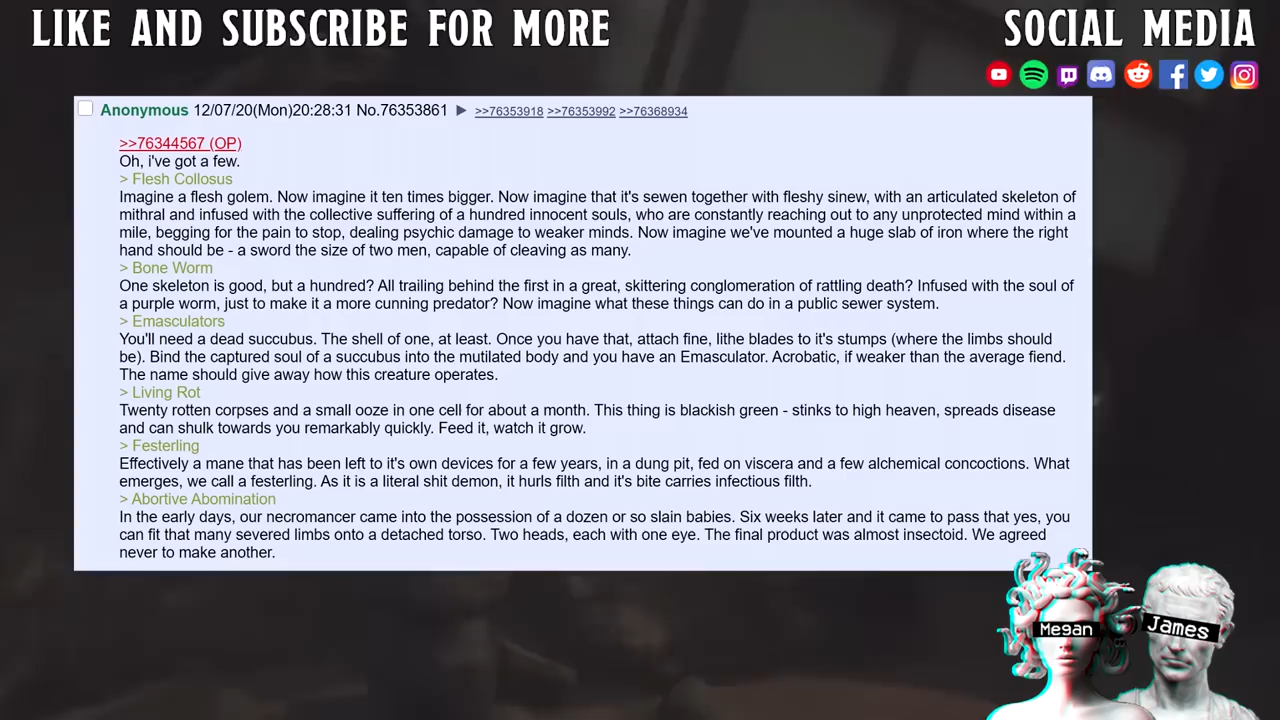 LIKE AND SUBSCRIBE FOR MORE
SOCIAL MEDIA
Anonymous 12/07/20(Mon)20:28:31 No.76353861 ▶ >>76353918 >>76353992 >>76368934
>>76344567 (OP)
Oh, i've got a few.
> Flesh Collosus
Imagine a flesh golem. Now imagine it ten times bigger. Now imagine that it's sewen together with fleshy sinew, with an articulated skeleton of
mithral and infused with the collective suffering of a hundred innocent souls, who are constantly reaching out to any unprotected mind within a
mile, begging for the pain to stop, dealing psychic damage to weaker minds. Now imagine we've mounted a huge slab of iron where the right
hand should be - a sword the size of two men, capable of cleaving as many.
> Bone Worm
One skeleton is good, but a hundred? All trailing behind the first in a great, skittering conglomeration of rattling death? Infused with the soul of
a purple worm, just to make it a more cunning predator? Now imagine what these things can do in a public sewer system.
> Emasculators
You'll need a dead succubus. The shell of one, at least. Once you have that, attach fine, lithe blades to it's stumps (where the limbs should
be). Bind the captured soul of a succubus into the mutilated body and you have an Emasculator. Acrobatic, if weaker than the average fiend.
The name should give away how this creature operates.
> Living Rot
Twenty rotten corpses and a small ooze in one cell for about a month. This thing is blackish green - stinks to high heaven, spreads disease
and can shulk towards you remarkably quickly. Feed it, watch it grow.
> Festerling
Effectively a mane that has been left to it's own devices for a few years, in a dung pit, fed on viscera and a few alchemical concoctions. What
emerges, we call a festerling. As it is a literal shit demon, it hurls filth and it's bite carries infectious filth.
> Abortive Abomination
In the early days, our necromancer came into the possession of a dozen or so slain babies. Six weeks later and it came to pass that yes, you
can fit that many severed limbs onto a detached torso. Two heads, each with one eye. The final product was almost insectoid. We agreed
never to make another.
Megan
James